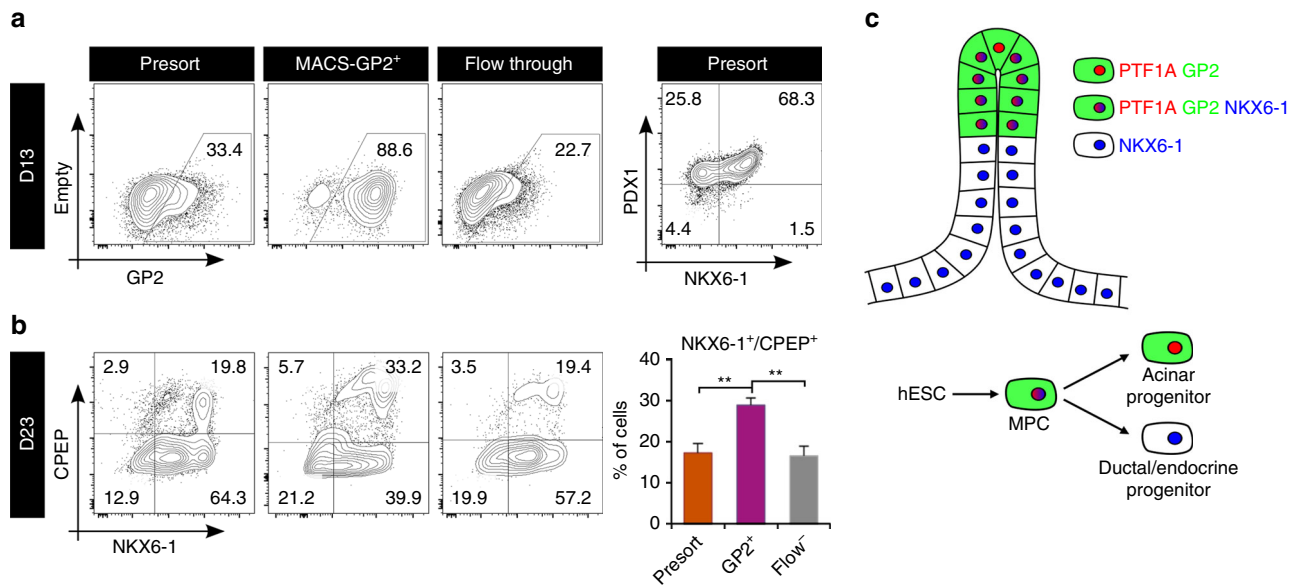 a
Presort
MACS-GP2⁺
Flow through
Presort
D13
Empty
33.4
88.6
22.7
GP2
PDX1
25.8
68.3
4.4
1.5
NKX6-1
b
D23
CPEP
2.9
19.8
12.9
64.3
5.7
33.2
21.2
39.9
3.5
19.4
19.9
57.2
NKX6-1
NKX6-1⁺/CPEP⁺
% of cells
40
30
20
10
0
**
**
Presort
GP2⁺
Flow⁻
c
PTF1A GP2
PTF1A GP2 NKX6-1
NKX6-1
hESC
MPC
Acinar
progenitor
Ductal/endocrine
progenitor